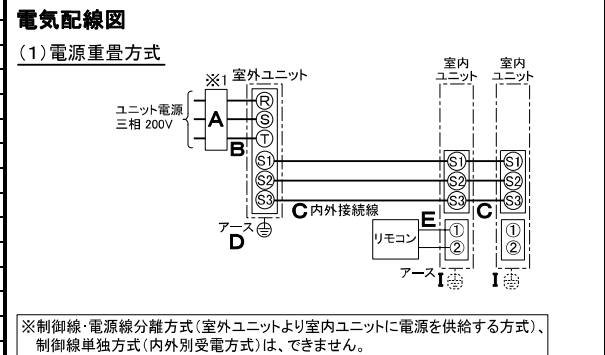 電気配線図
(1)電源重畳方式
※1
室外ユニット
室内
ユニット
室内
ユニット
ユニット電源
三相 200V
A
B
R
S
T
S1
S2
S3
S1
S2
S3
S1
S2
S3
C 内外接続線
C
アース
D
リモコン
E
①
②
①
②
アース
I
I
※制御線・電源線分離方式(室外ユニットより室内ユニットに電源を供給する方式)、
制御線単独方式(内外別受電方式)は、できません。